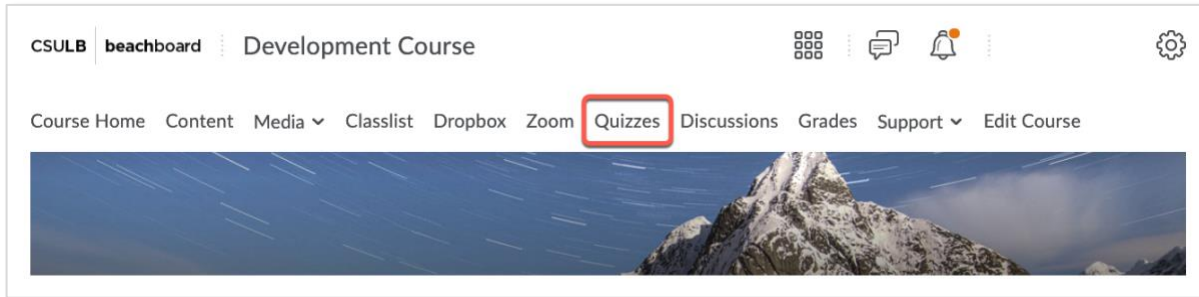 CSULB beachboard Development Course
Course Home Content Media Classlist Dropbox Zoom Quizzes Discussions Grades Support Edit Course